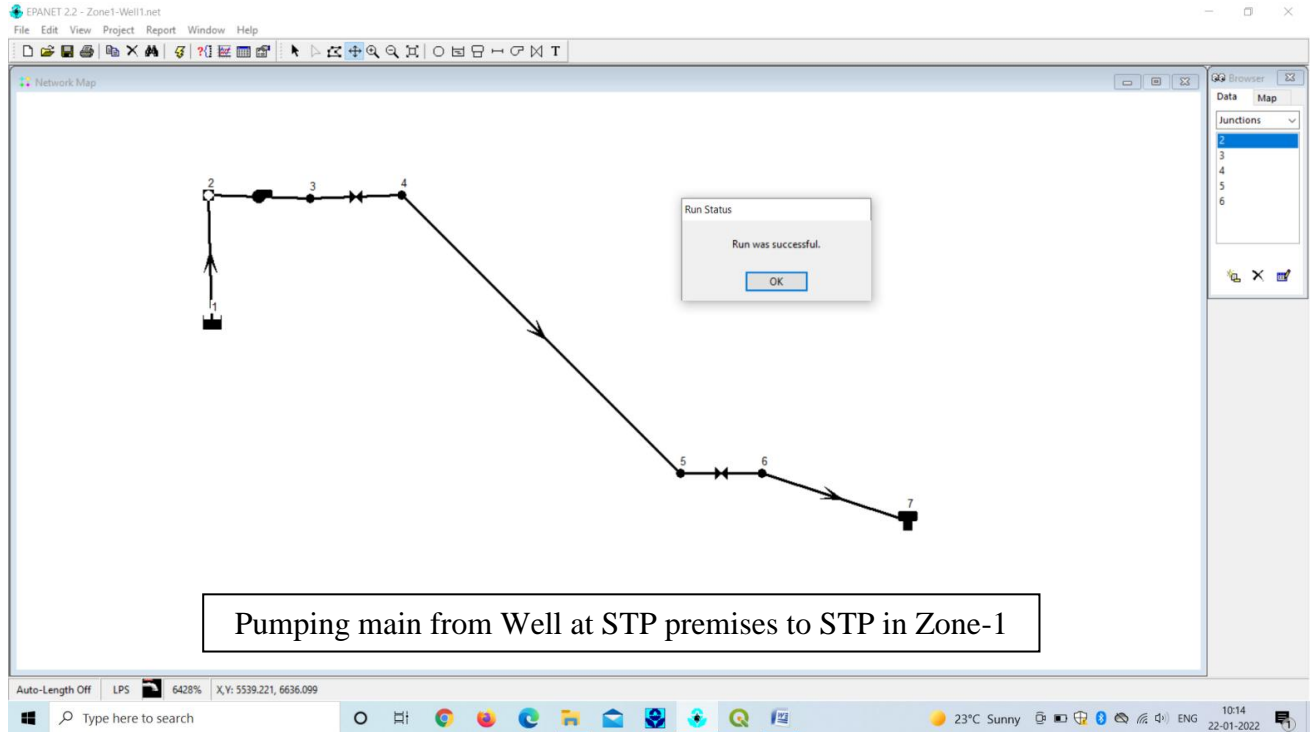 EPANET 2.2 - Zone1-Well1.net
File Edit View Project Report Window Help
T
Network Map
Browser
Data Map
Junctions
2
3
4
5
6
2
3
4
1
Run Status
Run was successful.
OK
5
6
7
Pumping main from Well at STP premises to STP in Zone-1
Auto-Length Off LPS 6428% X,Y: 5539.221, 6636.099
Type here to search
23°C Sunny
ENG
10:14
22-01-2022
1